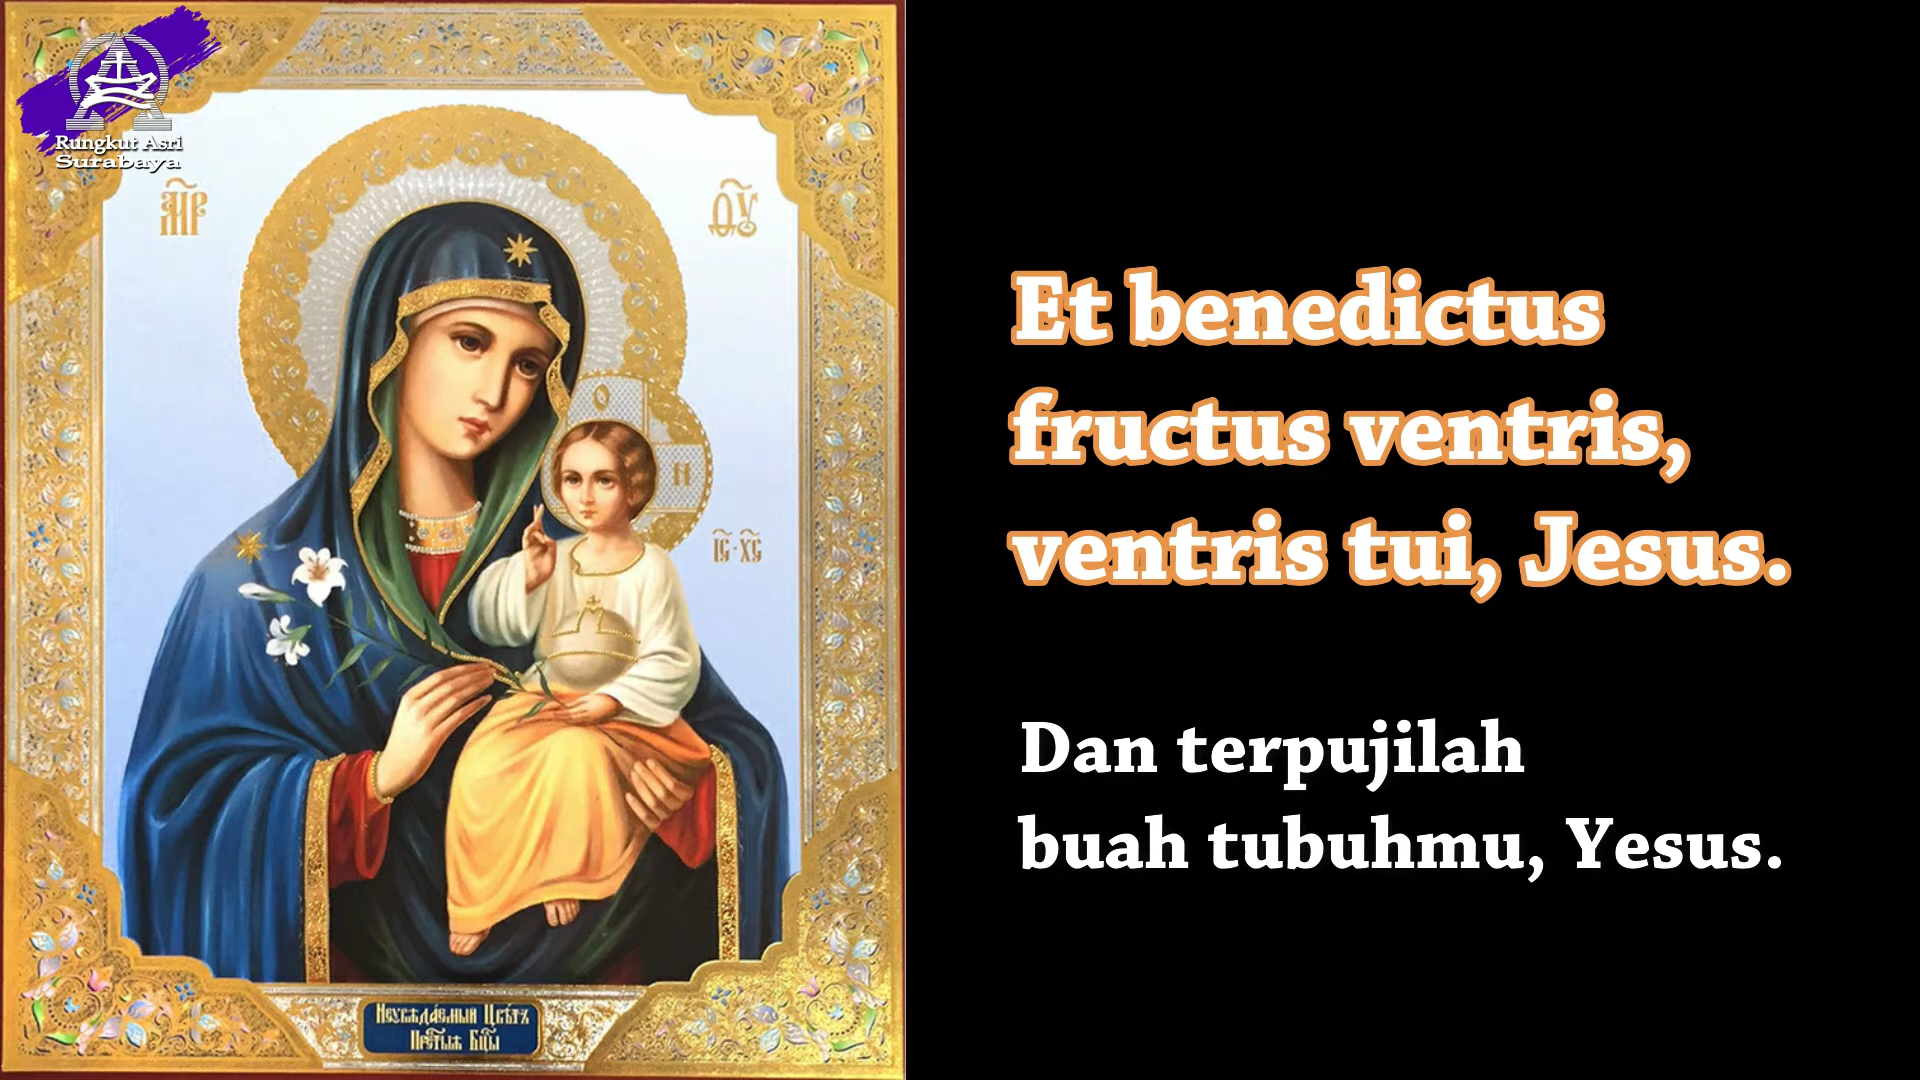 Rungkut Asri
Surabaya
Et benedictus
fructus ventris,
ventris tui, Jesus.
Dan terpujilah
buah tubuhmu, Yesus.